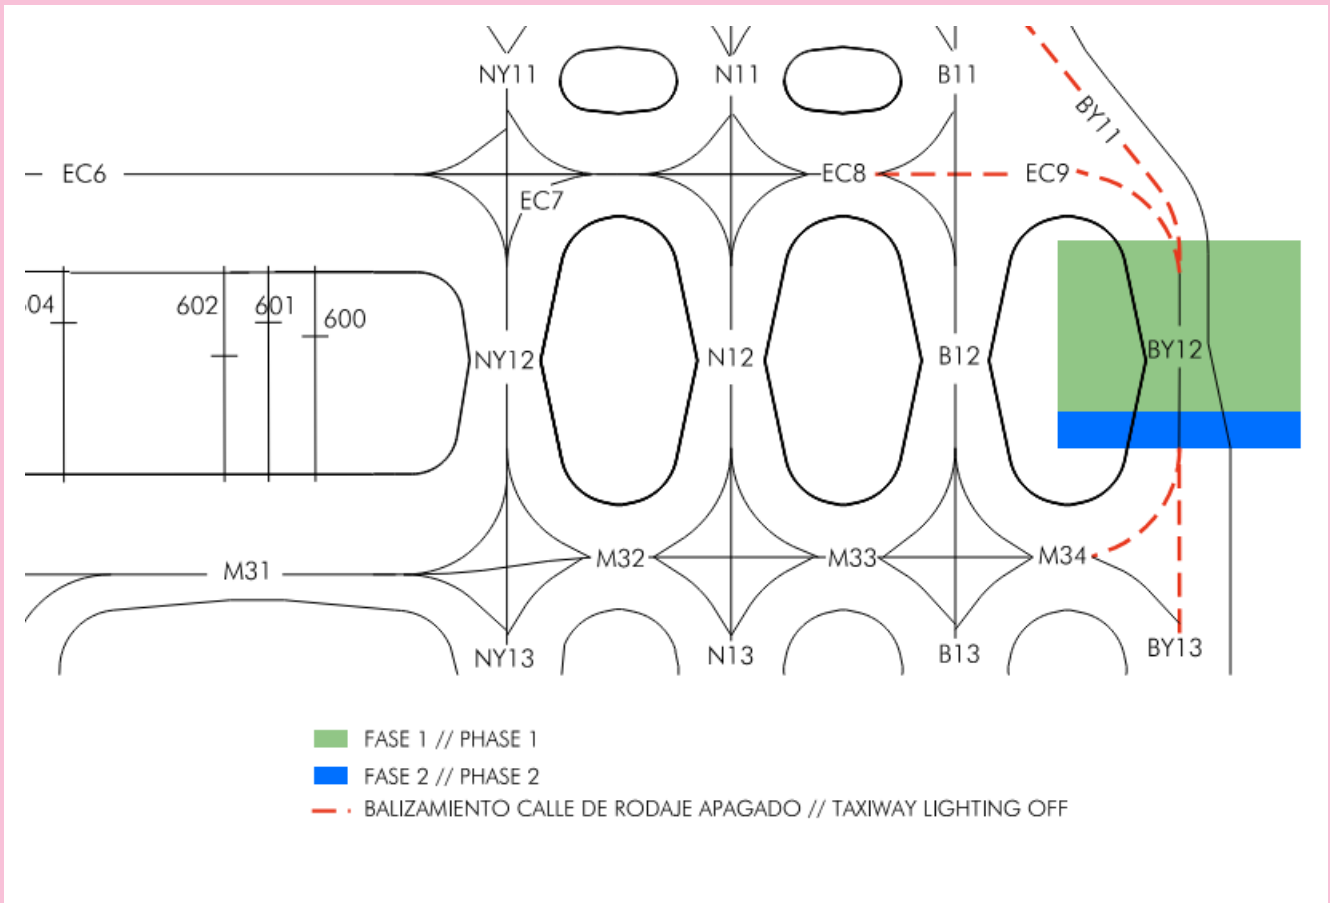 NY11 N11 B11
BY11
EC6 EC8 EC9
EC7
04 602 601 600
NY12 N12 B12 BY12
M31 M32 M33 M34
NY13 N13 B13 BY13
FASE 1 // PHASE 1
FASE 2 // PHASE 2
BALIZAMIENTO CALLE DE RODAJE APAGADO // TAXIWAY LIGHTING OFF